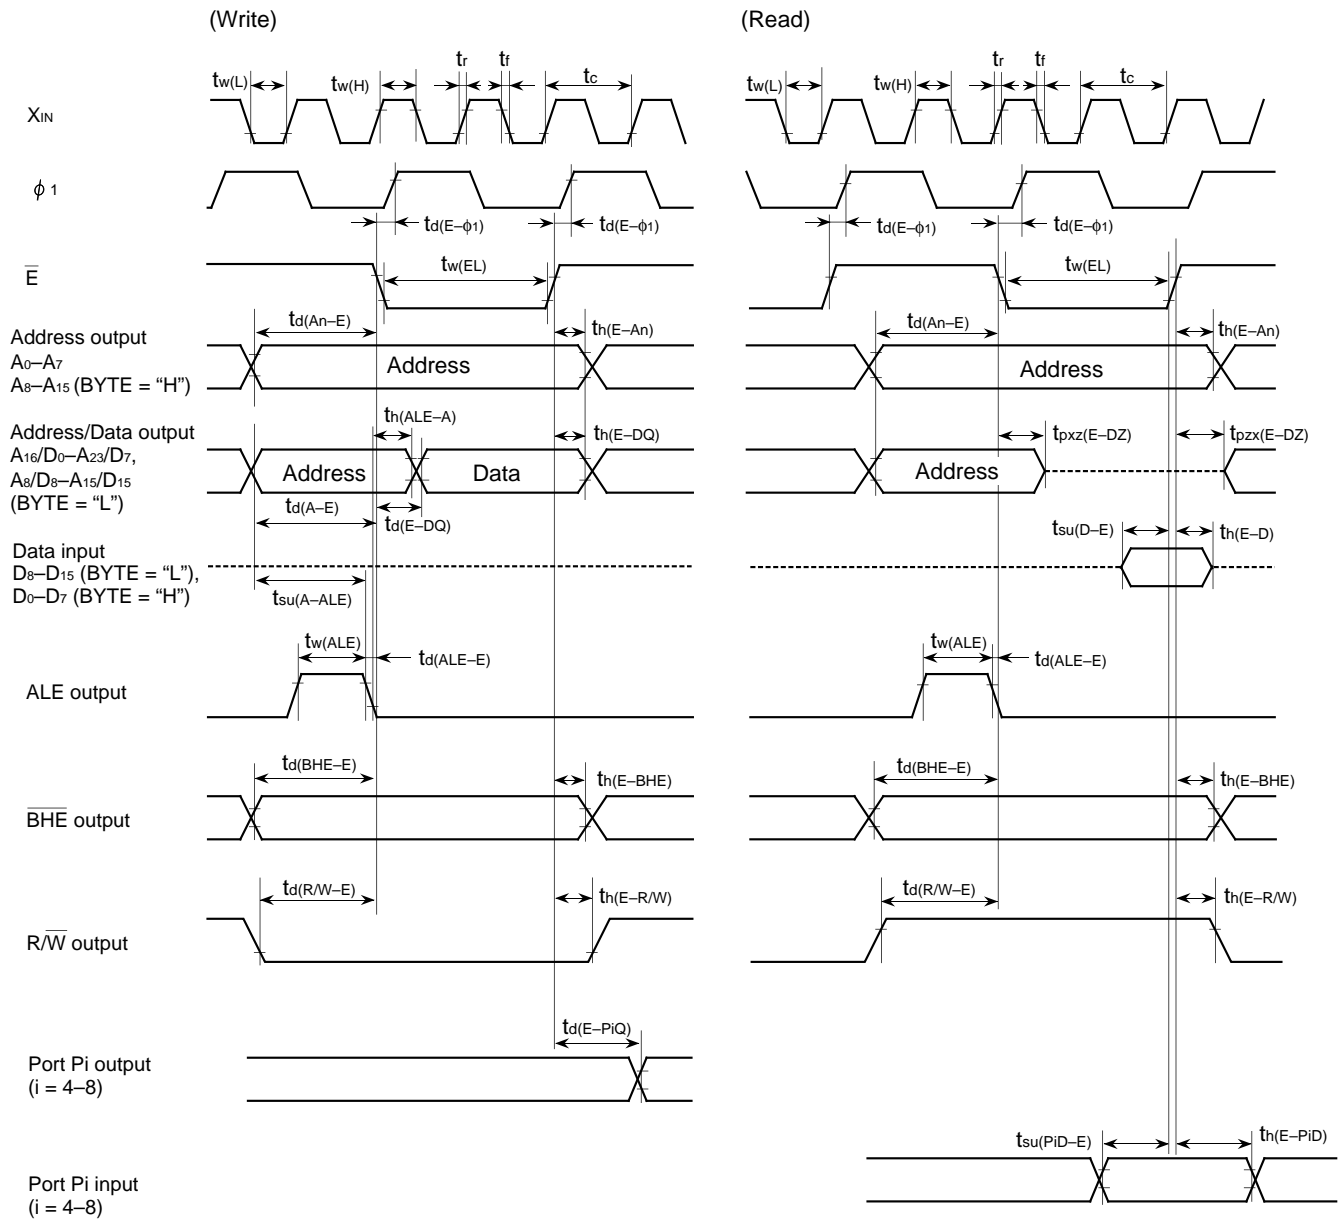 (Write) (Read)
tw(L) tw(H) tr tf tc tw(L) tw(H) tr tf tc
XIN
ϕ 1
td(E–ϕ1) td(E–ϕ1) td(E–ϕ1) td(E–ϕ1)
E
tw(EL) tw(EL)
td(An–E) th(E–An) td(An–E) th(E–An)
Address output
A0–A7
A8–A15 (BYTE = “H”)
Address Address
th(ALE–A)
Address/Data output
A16/D0–A23/D7,
A8/D8–A15/D15
(BYTE = “L”)
th(E–DQ) tpxz(E–DZ) tpzx(E–DZ)
Address Data Address
td(A–E) td(E–DQ)
tsu(D–E) th(E–D)
Data input
D8–D15 (BYTE = “L”),
D0–D7 (BYTE = “H”)
tsu(A–ALE)
tw(ALE) td(ALE–E) tw(ALE) td(ALE–E)
ALE output
td(BHE–E) th(E–BHE) td(BHE–E) th(E–BHE)
BHE output
td(R/W–E) th(E–R/W) td(R/W–E) th(E–R/W)
R/W output
td(E–PiQ)
Port Pi output
(i = 4–8)
tsu(PiD–E) th(E–PiD)
Port Pi input
(i = 4–8)